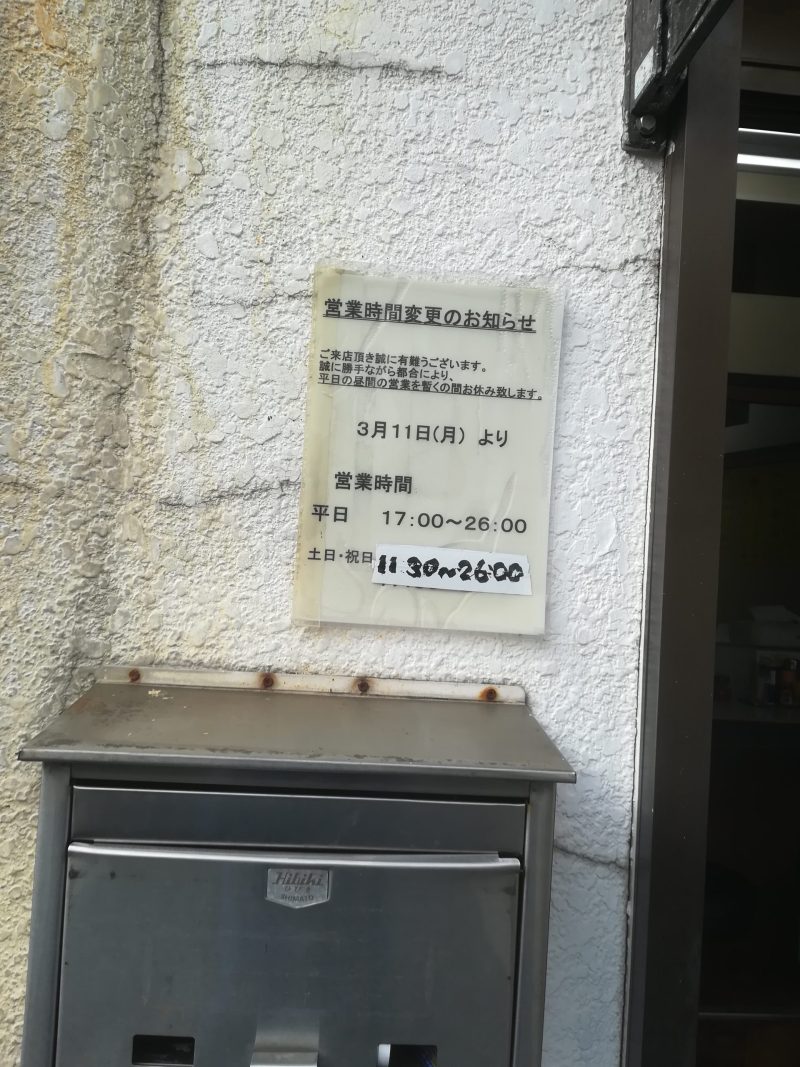 営業時間変更のお知らせ
ご来店頂き誠に有難うございます。
誠に勝手ながら都合により、
平日の昼間の営業を暫くの間お休み致します。
3月11日(月) より
営業時間
平日 17:00～26:00
土日・祝日 11:30～26:00
Hibiki